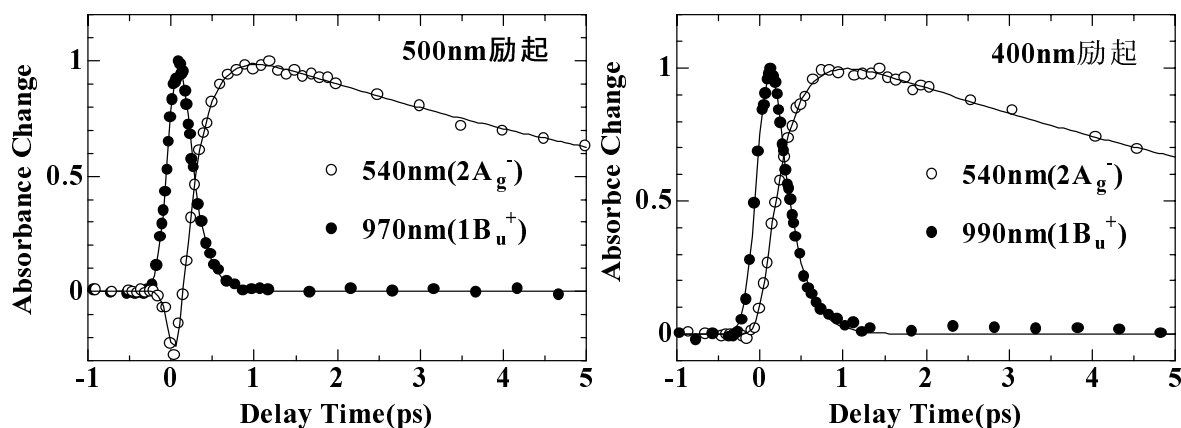 500nm励起
Absorbance Change
1
0.5
0
540nm(2Ag-)
970nm(1Bu+)
-1 0 1 2 3 4 5
Delay Time(ps)
400nm励起
Absorbce Change
1
0.5
0
540nm(2Ag-)
990nm(1Bu+)
-1 0 1 2 3 4 5
Delay Time(ps)